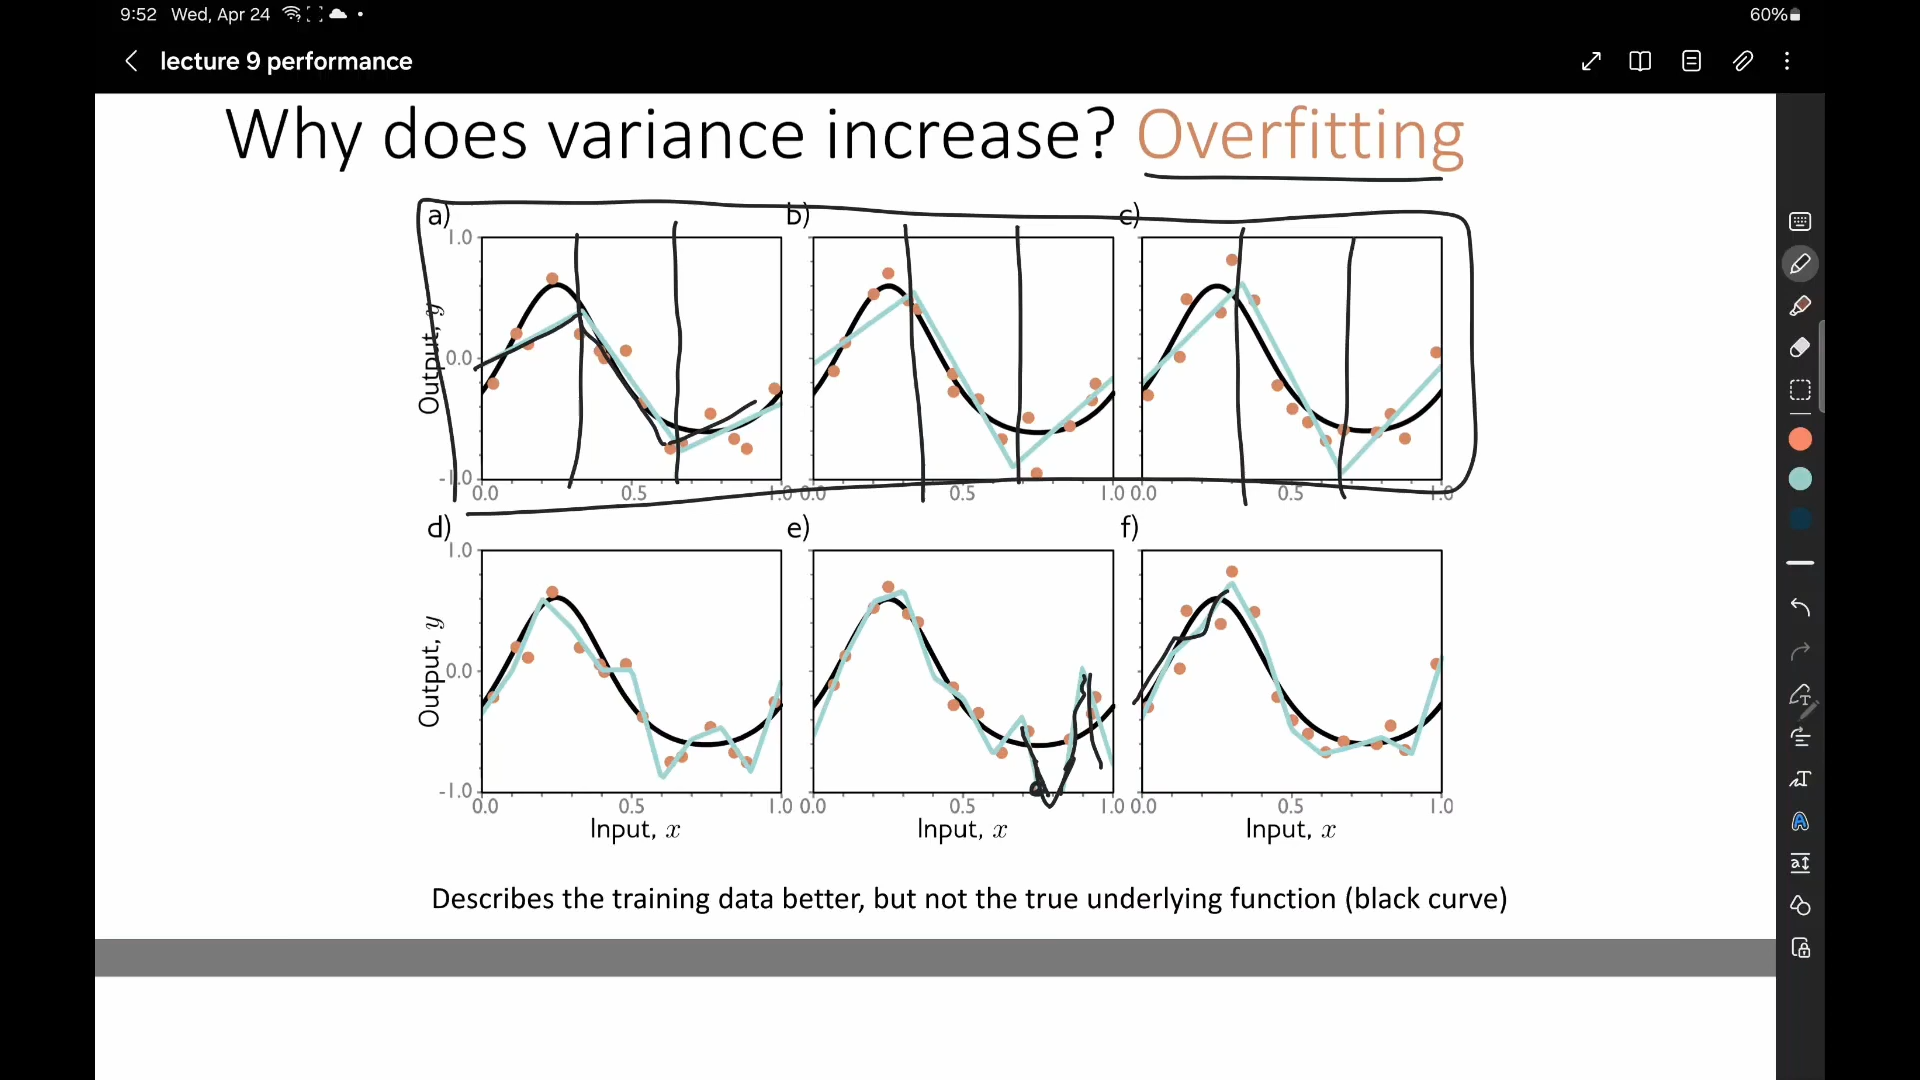 9:52 Wed, Apr 24
60%
lecture 9 performance
Why does variance increase? Overfitting
a) b) c)
1.0
Output, y
0.0
-1.0
0.0 0.5 1.0 0.0 0.5 1.0 0.0 0.5 1.0
d) e) f)
1.0
Output, y
0.0
-1.0
0.0 0.5 1.0 0.0 0.5 1.0 0.0 0.5 1.0
Input, x Input, x Input, x
Describes the training data better, but not the true underlying function (black curve)